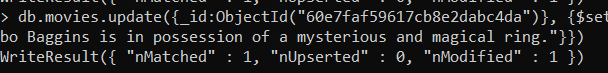 > db.movies.update({_id:ObjectId("60e7faf59617cb8e2dabc4da")}, {$set
bo Baggins is in possession of a mysterious and magical ring."}})
WriteResult({ "nMatched" : 1, "nUpserted" : 0, "nModified" : 1 })